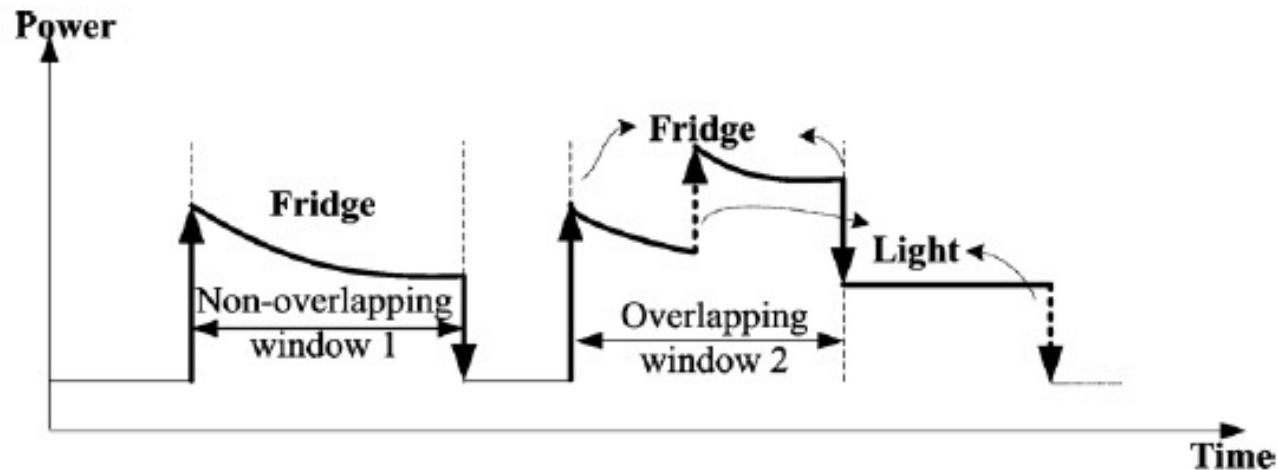 Power
Fridge
Fridge
Light
Non-overlapping
window 1
Overlapping
window 2
Time